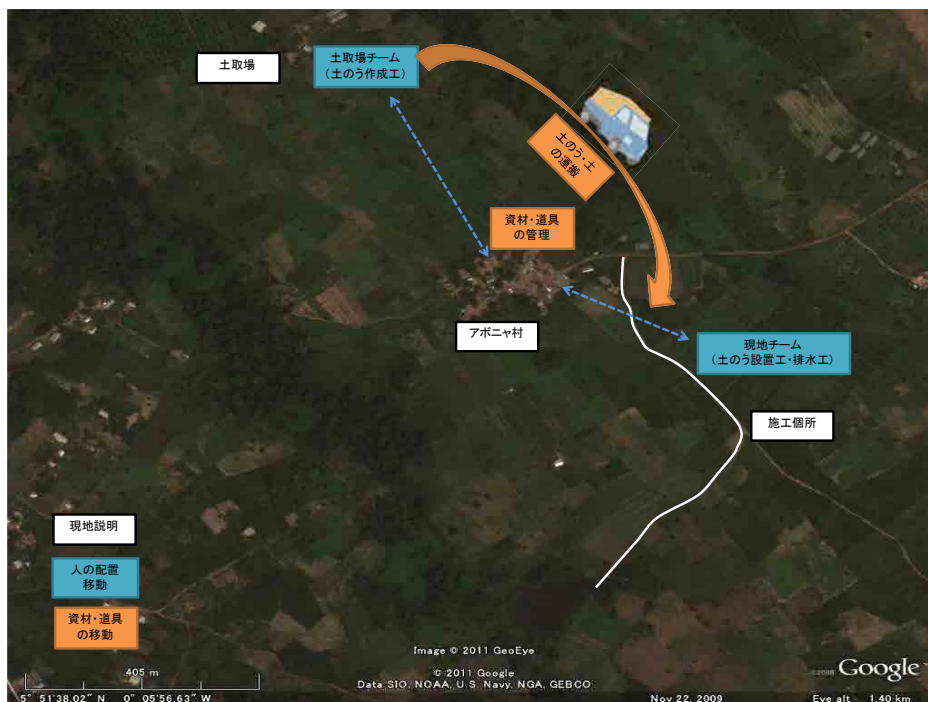 土取場
土取場チーム
(土のう作成工)
土のう・土
の運搬
資材・道具
の管理
アボニャ村
現地チーム
(土のう設置工・排水工)
施工個所
現地説明
人の配置
移動
資材・道具
の移動
Image © 2011 GeoEye
© 2011 Google
Data SIO, NOAA, U.S. Navy, NGA, GEBCO
©2008 Google
405 m
5° 51'38.02" N 0° 05'56.63" W
Nov 22, 2009
Eye alt 1.40 km